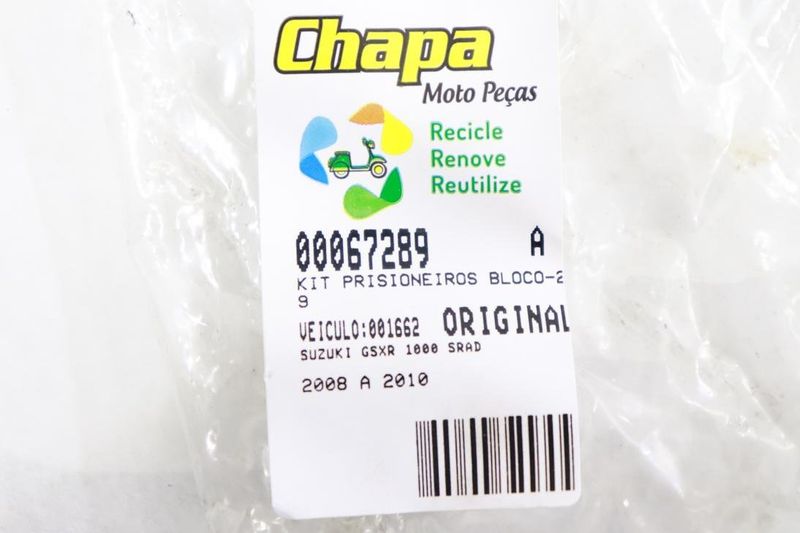 Chapa
Moto Peças
Recicle
Renove
Reutilize
00067289 A
KIT PRISIONEIROS BLOCO-2
9
VEICULO:001662 ORIGINAL
SUZUKI GSXR 1000 SRAD
2008 A 2010